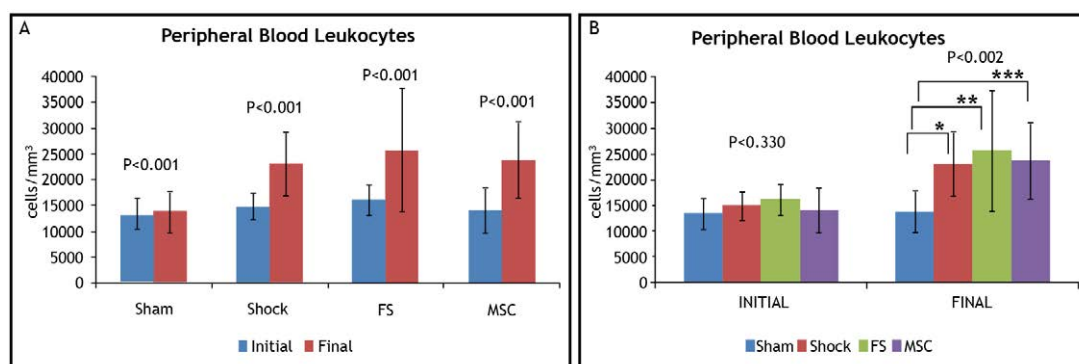 A
Peripheral Blood Leukocytes
cells/mm³
40000
35000
30000
25000
20000
15000
10000
5000
0
P<0.001
P<0.001
P<0.001
P<0.001
Sham Shock FS MSC
Initial Final
B
Peripheral Blood Leukocytes
cells/mm³
40000
35000
30000
25000
20000
15000
10000
5000
0
P<0.330
P<0.002
***
**
*
INITIAL FINAL
Sham Shock FS MSC